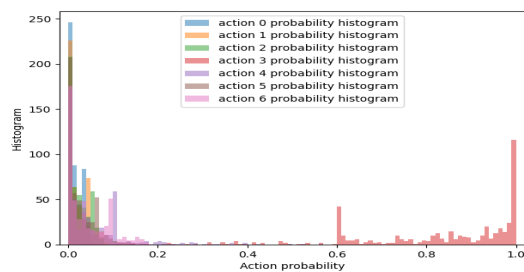 action 0 probability histogram
action 1 probability histogram
action 2 probability histogram
action 3 probability histogram
action 4 probability histogram
action 5 probability histogram
action 6 probability histogram
Histogram
250
200
150
100
50
0
0.0 0.2 0.4 0.6 0.8 1.0
Action probability